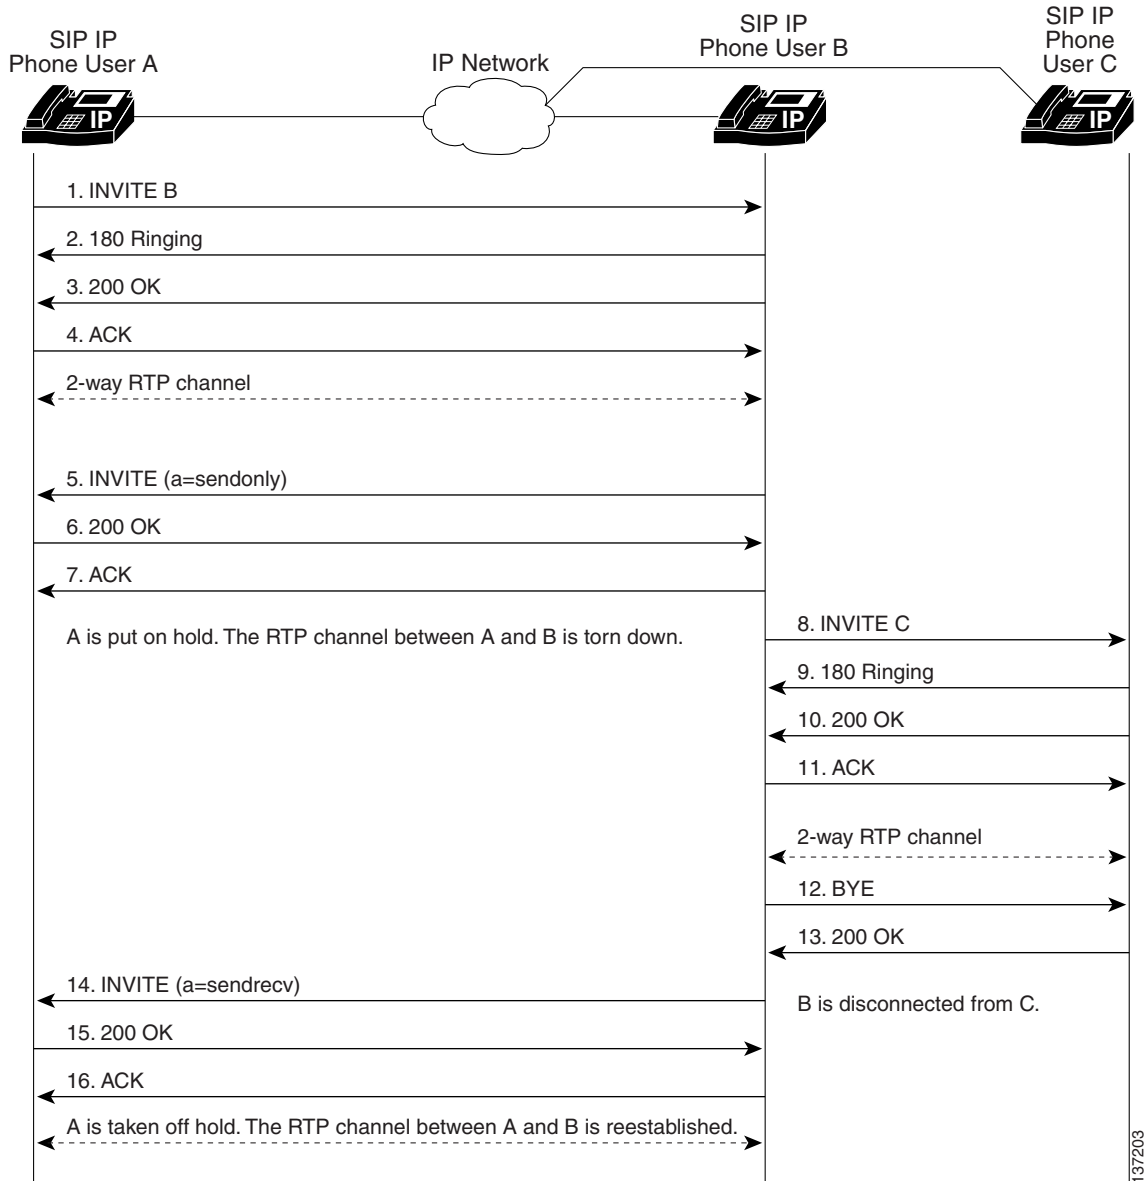 SIP IP
Phone User A
IP Network
SIP IP
Phone User B
SIP IP
Phone
User C
IP
IP
IP
1. INVITE B
2. 180 Ringing
3. 200 OK
4. ACK
2-way RTP channel
5. INVITE (a=sendonly)
6. 200 OK
7. ACK
A is put on hold. The RTP channel between A and B is torn down.
8. INVITE C
9. 180 Ringing
10. 200 OK
11. ACK
2-way RTP channel
12. BYE
13. 200 OK
14. INVITE (a=sendrecv)
B is disconnected from C.
15. 200 OK
16. ACK
A is taken off hold. The RTP channel between A and B is reestablished.
137203